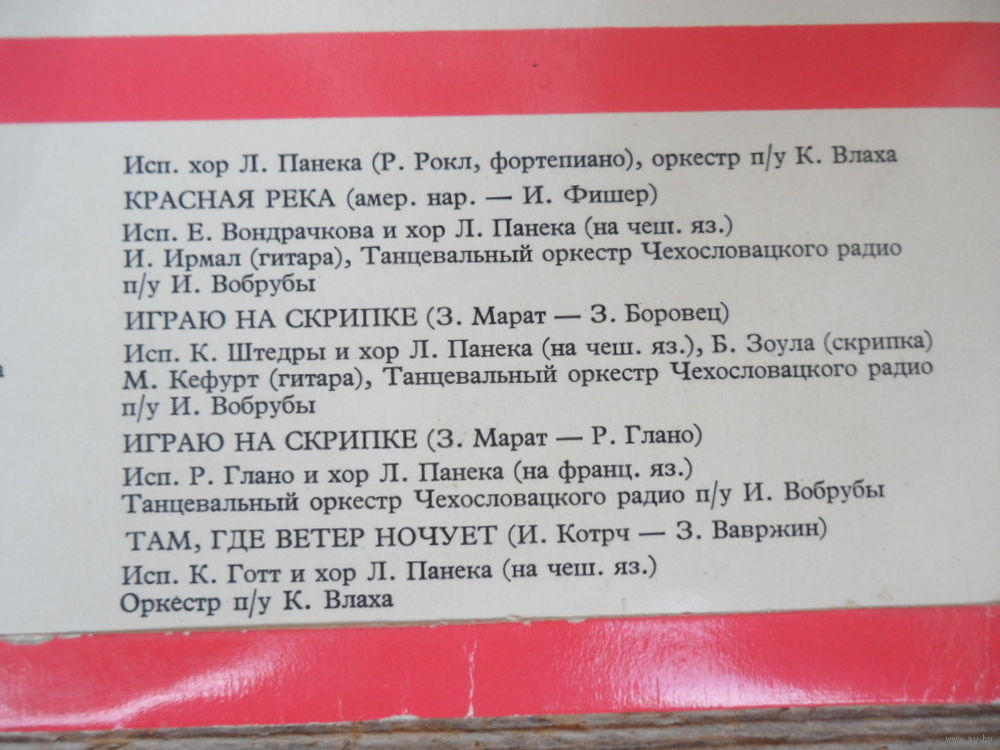 Исп. хор Л. Панека (Р. Рокл, фортепиано), оркестр п/у К. Влаха
КРАСНАЯ РЕКА (амер. нар. — И. Фишер)
Исп. Е. Вондрачкова и хор Л. Панека (на чеш. яз.)
И. Ирмал (гитара), Танцевальный оркестр Чехословацкого радио
п/у И. Вобрубы
ИГРАЮ НА СКРИПКЕ (З. Марат — З. Боровец)
Исп. К. Штедры и хор Л. Панека (на чеш. яз.), Б. Зоула (скрипка)
М. Кефурт (гитара), Танцевальный оркестр Чехословацкого радио
п/у И. Вобрубы
ИГРАЮ НА СКРИПКЕ (З. Марат — Р. Глано)
Исп. Р. Глано и хор Л. Панека (на франц. яз.)
Танцевальный оркестр Чехословацкого радио п/у И. Вобрубы
ТАМ, ГДЕ ВЕТЕР НОЧУЕТ (И. Котрч — З. Вавржин)
Исп. К. Готт и хор Л. Панека (на чеш. яз.)
Оркестр п/у К. Влаха
www.ay.by